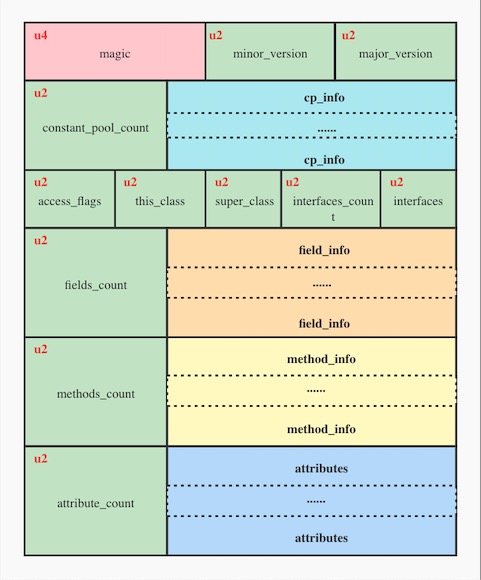 u4
magic
u2
minor_version
u2
major_version
u2
constant_pool_count
cp_info
......
cp_info
u2
access_flags
u2
this_class
u2
super_class
u2
interfaces_coun
t
u2
interfaces
u2
fields_count
field_info
......
field_info
u2
methods_count
method_info
......
method_info
u2
attribute_count
attributes
......
attributes